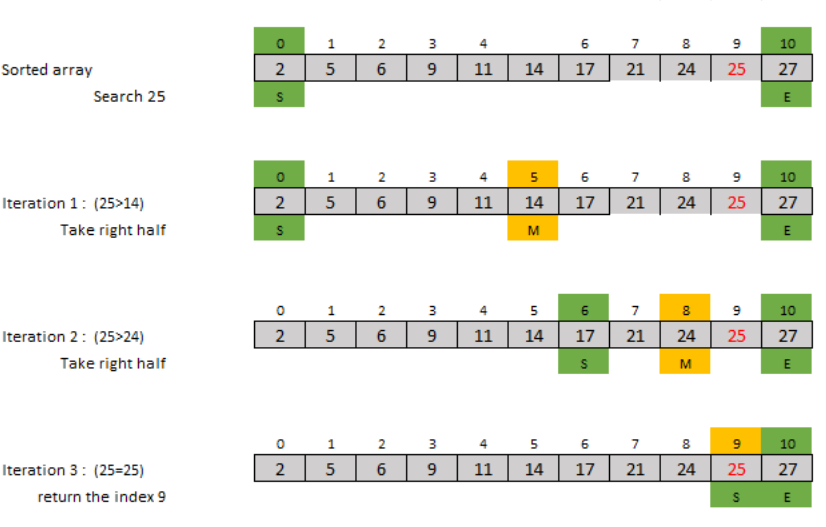 0 1 2 3 4 6 7 8 9 10
Sorted array 2 5 6 9 11 14 17 21 24 25 27
Search 25 S E
0 1 2 3 4 5 6 7 8 9 10
Iteration 1 : (25>14) 2 5 6 9 11 14 17 21 24 25 27
Take right half S M E
0 1 2 3 4 5 6 7 8 9 10
Iteration 2 : (25>24) 2 5 6 9 11 14 17 21 24 25 27
Take right half S M E
0 1 2 3 4 5 6 7 8 9 10
Iteration 3 : (25=25) 2 5 6 9 11 14 17 21 24 25 27
return the index 9 S E